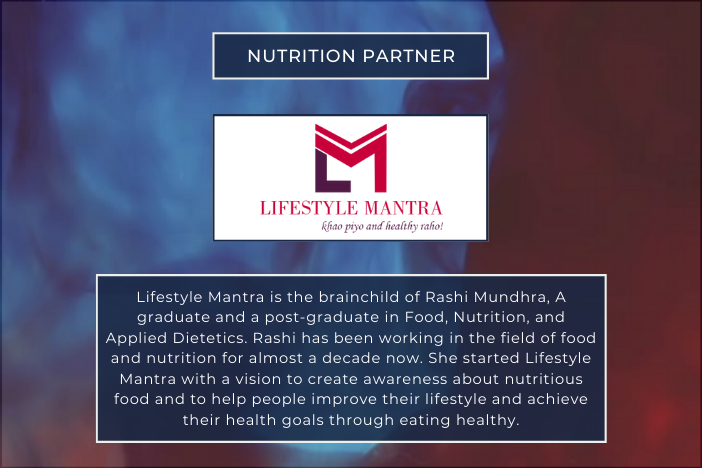 NUTRITION PARTNER
LM
LIFESTYLE MANTRA
khao piyo and healthy raho!
Lifestyle Mantra is the brainchild of Rashi Mundhra, A
graduate and a post-graduate in Food, Nutrition, and
Applied Dietetics. Rashi has been working in the field of food
and nutrition for almost a decade now. She started Lifestyle
Mantra with a vision to create awareness about nutritious
food and to help people improve their lifestyle and achieve
their health goals through eating healthy.